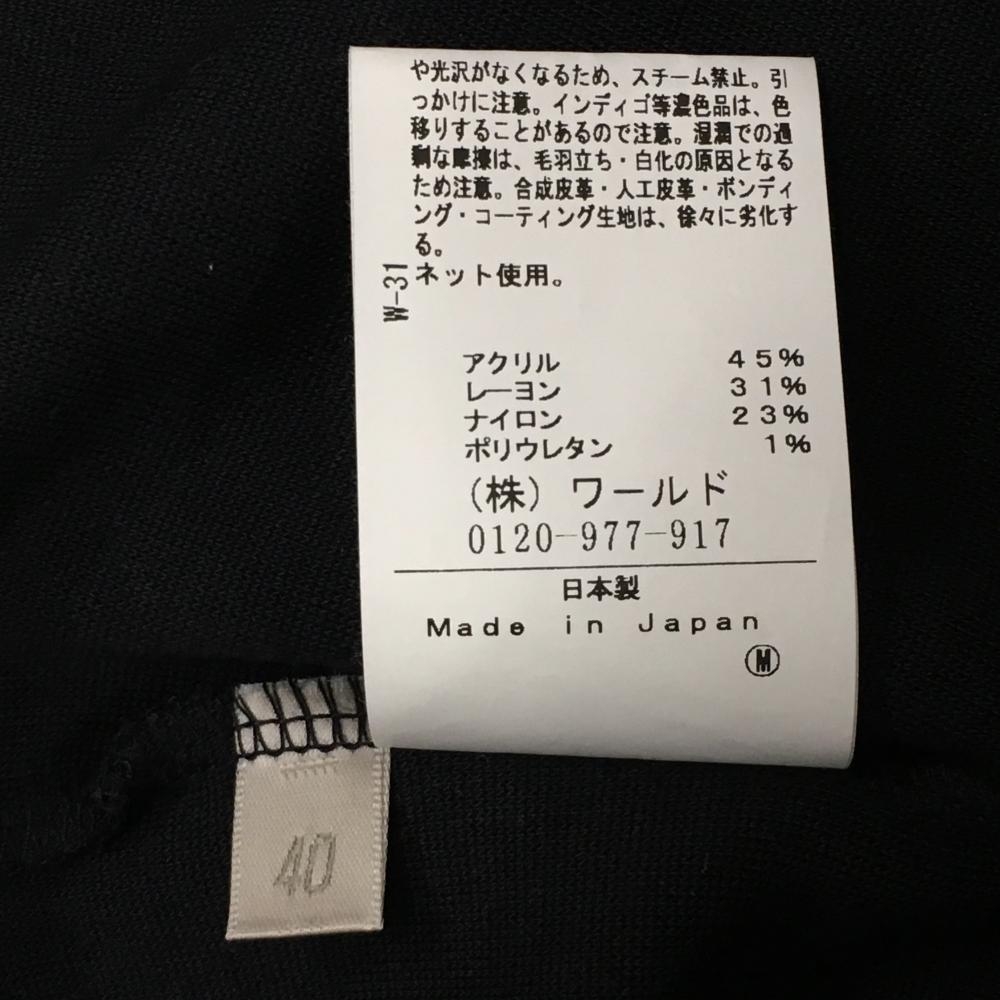 や光沢がなくなるため、スチーム禁止。引
っかけに注意。インディゴ等濃色品は、色
移りすることがあるので注意。湿潤での過
剰な摩擦は、毛羽立ち・白化の原因となる
ため注意。合成皮革・人工皮革・ボンディ
ング・コーティング生地は、徐々に劣化す
る。
ネット使用。
W-31
アクリル 45%
レーヨン 31%
ナイロン 23%
ポリウレタン 1%
(株) ワールド
0120-977-917
日本製
Made in Japan
M
40